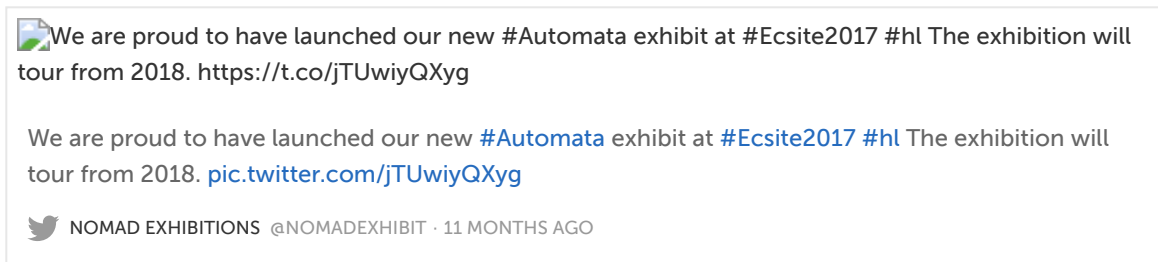 We are proud to have launched our new #Automata exhibit at #Ecsite2017 #hl The exhibition will
tour from 2018. https://t.co/jTUwiyQXyg
We are proud to have launched our new #Automata exhibit at #Ecsite2017 #hl The exhibition will
tour from 2018. pic.twitter.com/jTUwiyQXyg
NOMAD EXHIBITIONS @NOMADEXHIBIT · 11 MONTHS AGO